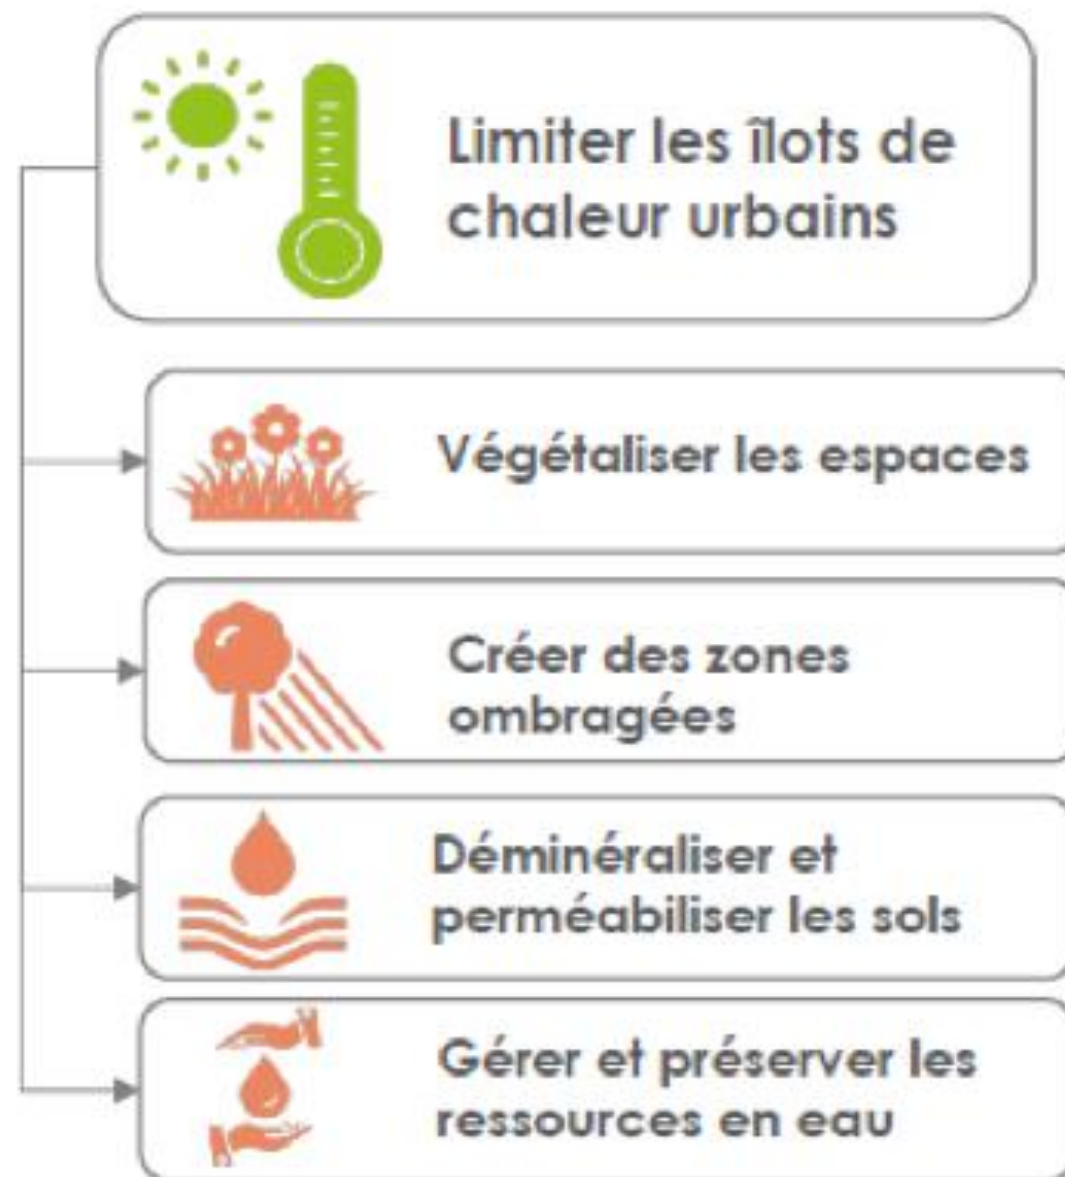 Limiter les îlots de
chaleur urbains
Végétaliser les espaces
Créer des zones
ombragées
Déminéraliser et
perméabiliser les sols
Gérer et préserver les
ressources en eau